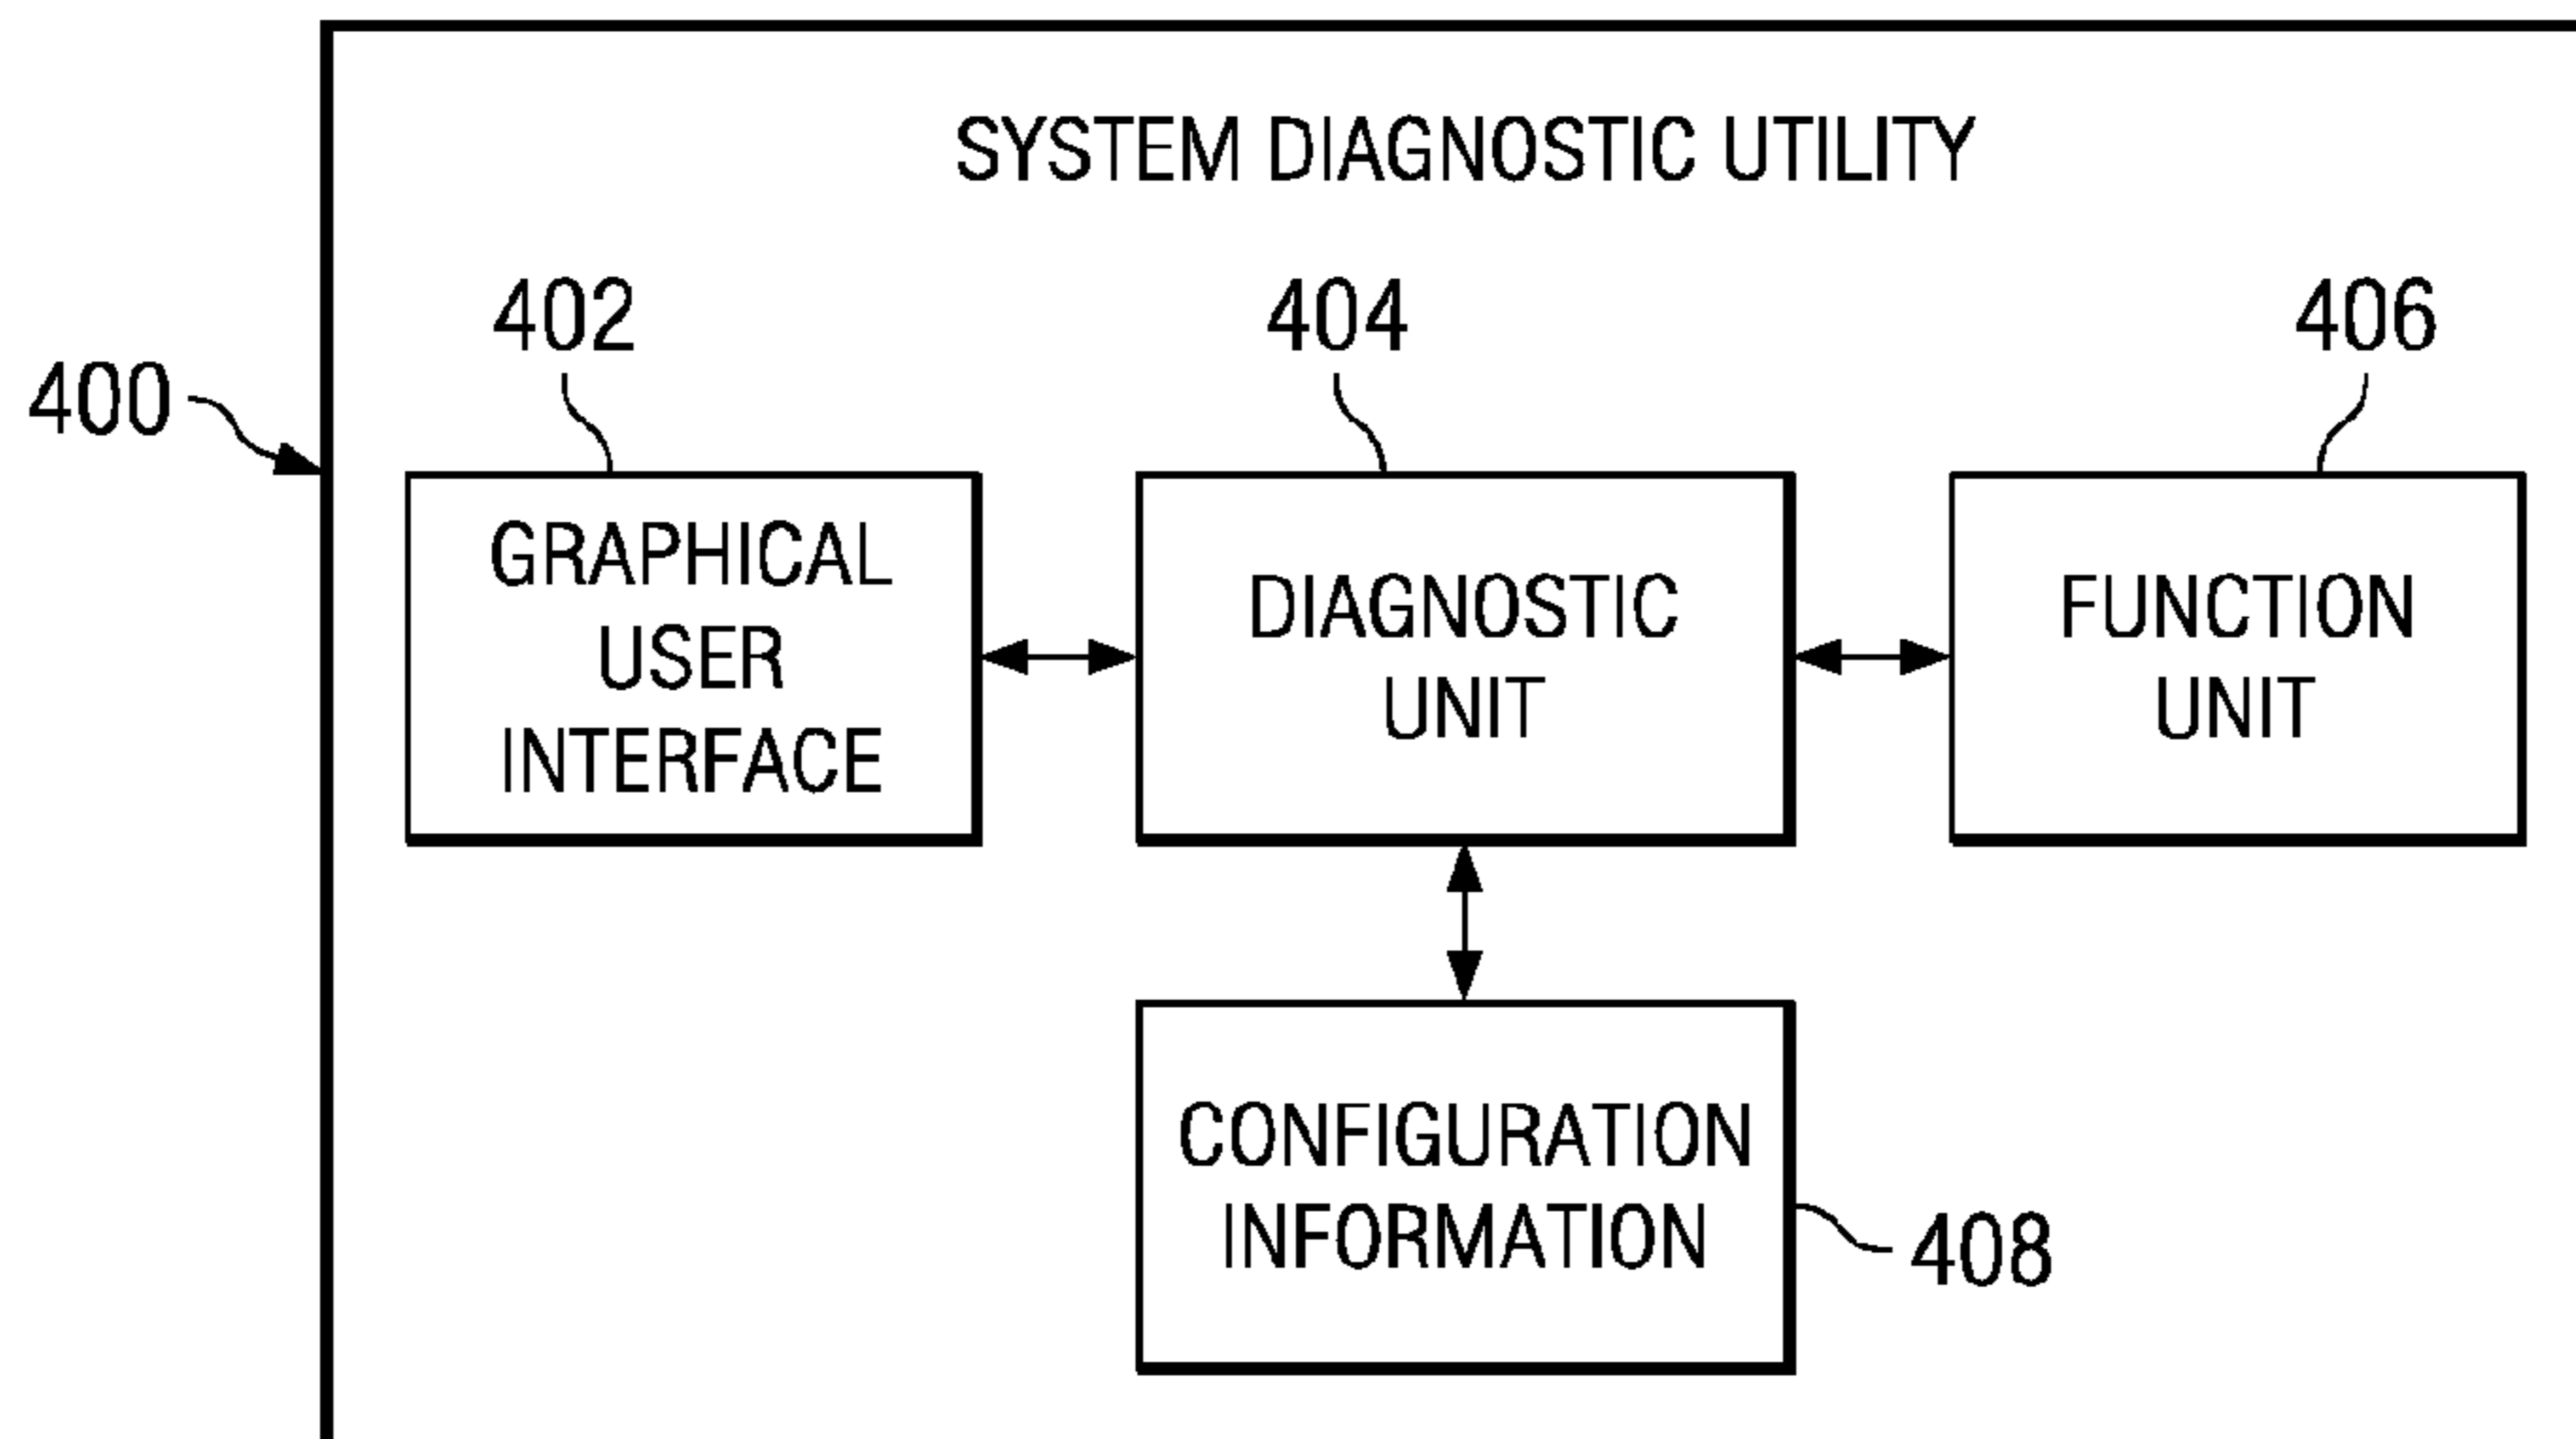 SYSTEM DIAGNOSTIC UTILITY
402
404
406
400
GRAPHICAL
USER
INTERFACE
DIAGNOSTIC
UNIT
FUNCTION
UNIT
CONFIGURATION
INFORMATION
408